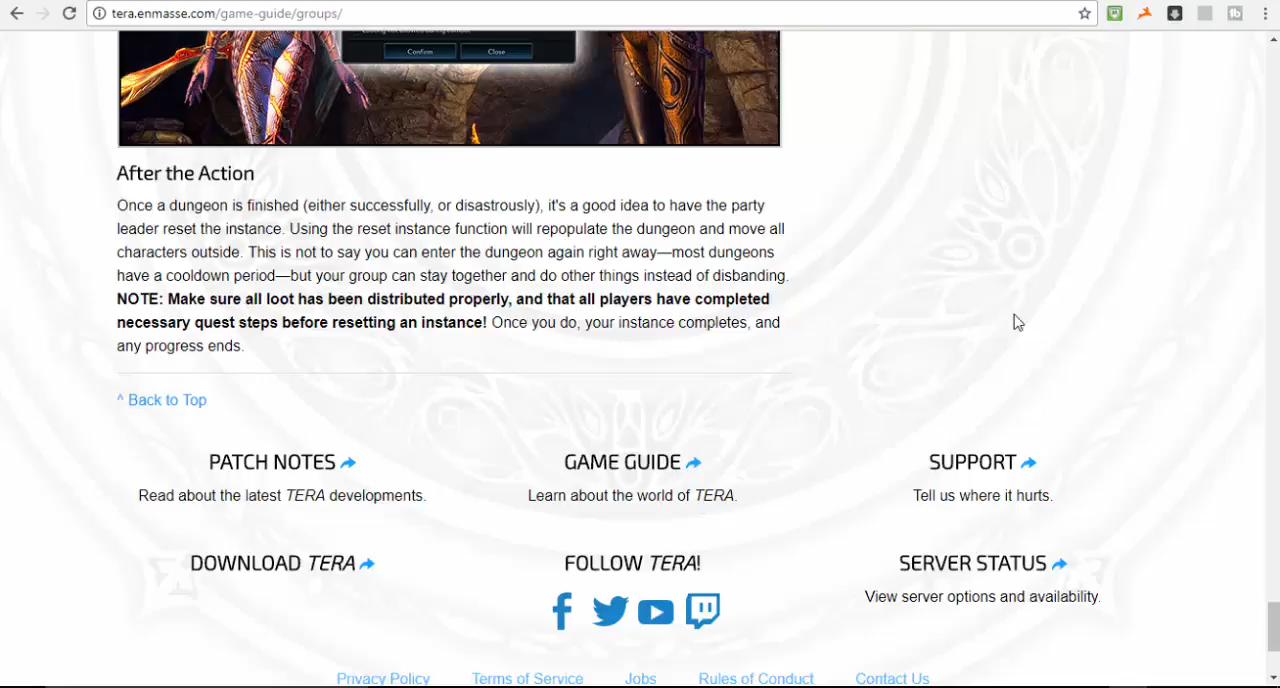 tera.enmasse.com/game-guide/groups/
Confirm
Close
After the Action
Once a dungeon is finished (either successfully, or disastrously), it's a good idea to have the party
leader reset the instance. Using the reset instance function will repopulate the dungeon and move all
characters outside. This is not to say you can enter the dungeon again right away—most dungeons
have a cooldown period—but your group can stay together and do other things instead of disbanding.
NOTE: Make sure all loot has been distributed properly, and that all players have completed
necessary quest steps before resetting an instance! Once you do, your instance completes, and
any progress ends.
^ Back to Top
PATCH NOTES
Read about the latest TERA developments.
GAME GUIDE
Learn about the world of TERA.
SUPPORT
Tell us where it hurts.
DOWNLOAD TERA
FOLLOW TERA!
SERVER STATUS
View server options and availability.
Privacy Policy
Terms of Service
Jobs
Rules of Conduct
Contact Us